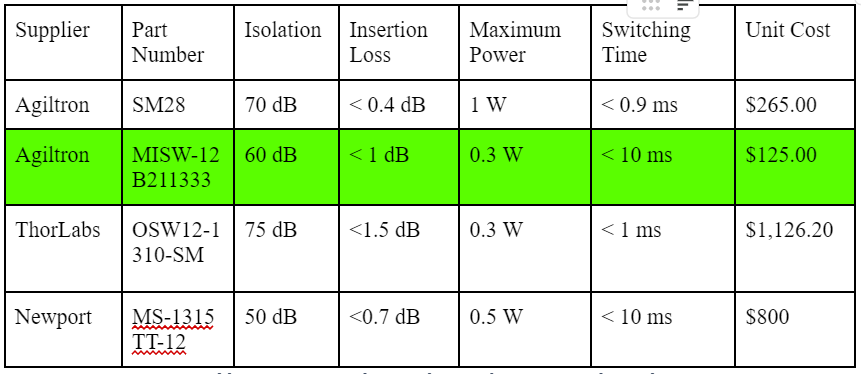 Supplier Part Number Isolation Insertion Loss Maximum Power Switching Time Unit Cost
Agiltron SM28 70 dB < 0.4 dB 1 W < 0.9 ms $265.00
Agiltron MISW-12B211333 60 dB < 1 dB 0.3 W < 10 ms $125.00
ThorLabs OSW12-1310-SM 75 dB <1.5 dB 0.3 W < 1 ms $1,126.20
Newport MS-1315TT-12 50 dB <0.7 dB 0.5 W < 10 ms $800